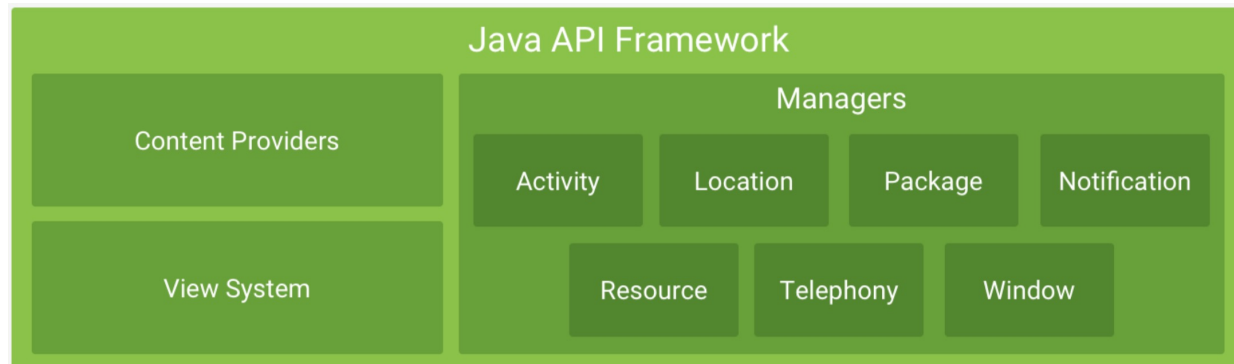 Java API Framework
Content Providers
View System
Managers
Activity
Location
Package
Notification
Resource
Telephony
Window